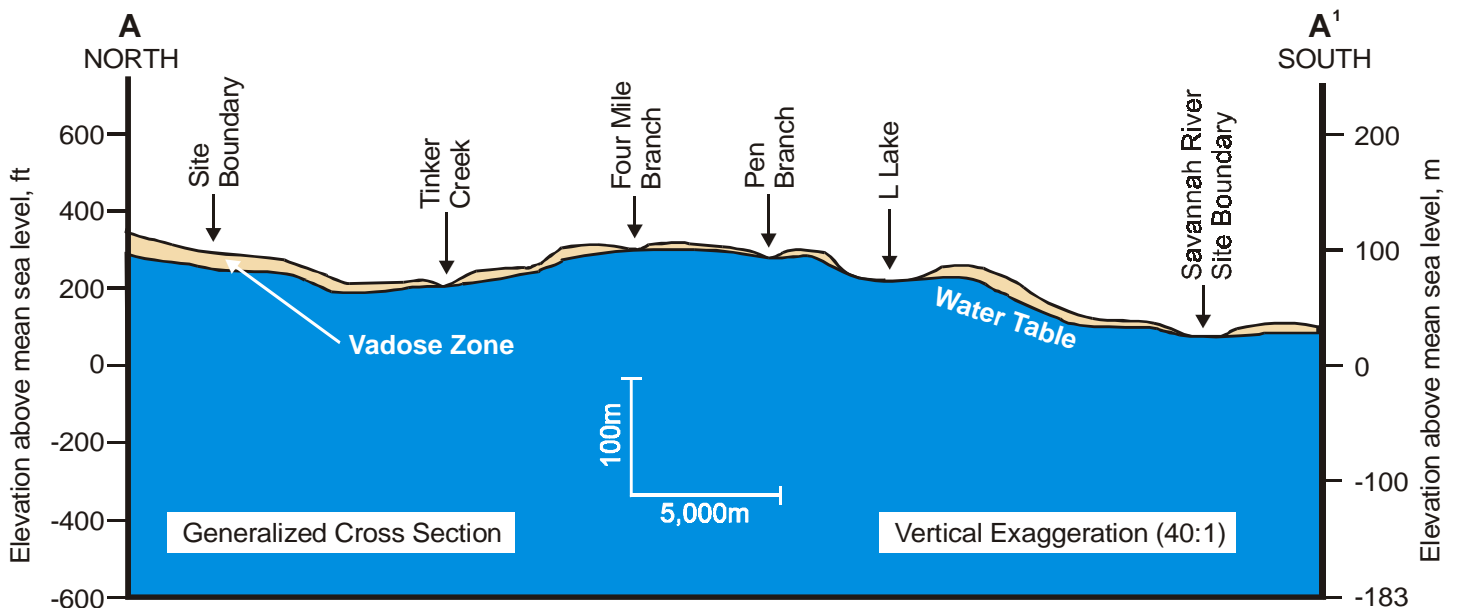 A
NORTH
A¹
SOUTH
Site
Boundary
Tinker
Creek
Four Mile
Branch
Pen
Branch
L Lake
Savannah River
Site Boundary
Elevation above mean sea level, ft
600
400
200
0
-200
-400
-600
Vadose Zone
Water Table
100m
5,000m
Generalized Cross Section
Vertical Exaggeration (40:1)
200
100
0
-100
-183
Elevation above mean sea level, m